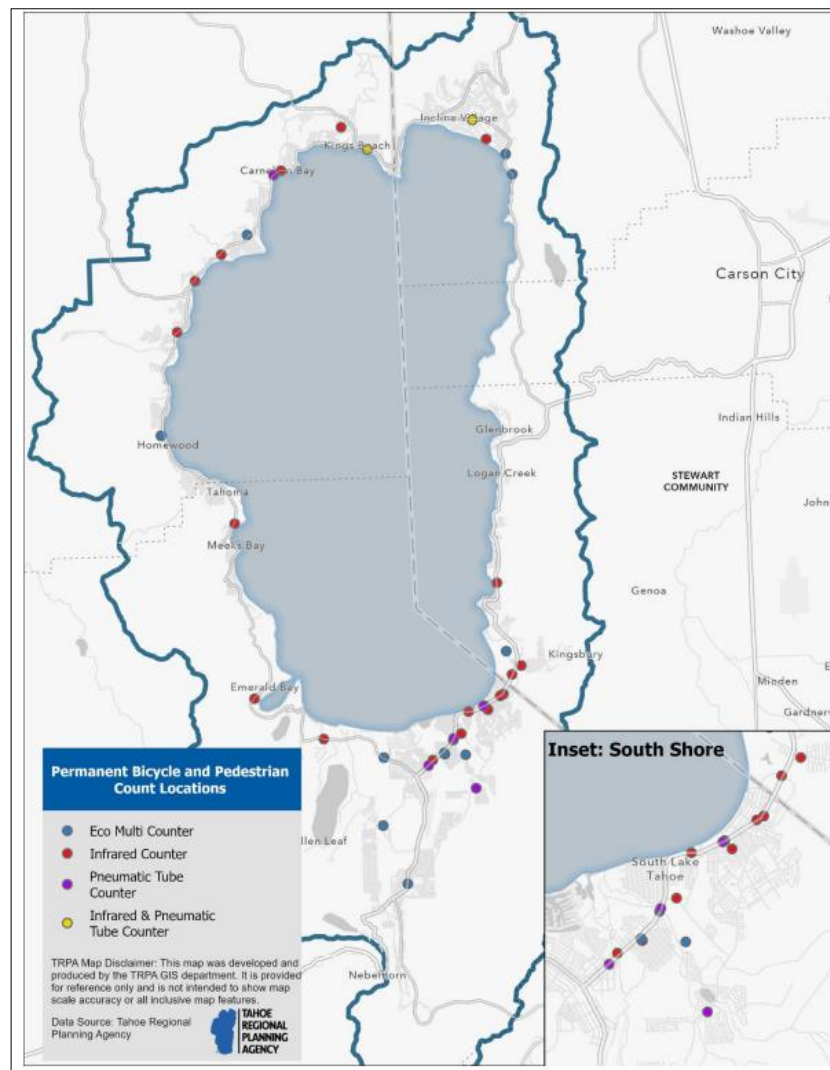 Washoe Valley
Incline Village
Kings Beach
Carnelian Bay
Carson City
Indian Hills
Glenbrook
Homewood
Logan Creek
STEWART
COMMUNITY
Tahoma
John
Meeks Bay
Genoa
Kingsbury
Emerald Bay
Minden
Gardnerv
Inset: South Shore
South Lake
Tahoe
Permanent Bicycle and Pedestrian
Count Locations
Eco Multi Counter
Infrared Counter
Pneumatic Tube
Counter
Infrared & Pneumatic
Tube Counter
llen Leaf
TRPA Map Disclaimer: This map was developed and
produced by the TRPA GIS department. It is provided
for reference only and is not intended to show map
scale accuracy or all inclusive map features.
Data Source: Tahoe Regional
Planning Agency
TAHOE
REGIONAL
PLANNING
AGENCY